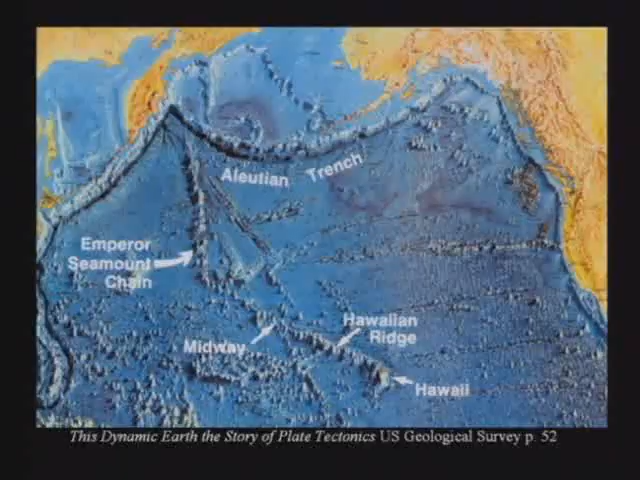 Aleutian Trench
Emperor
Seamount
Chain
Hawaiian
Ridge
Midway
Hawaii
This Dynamic Earth the Story of Plate Tectonics US Geological Survey p. 52